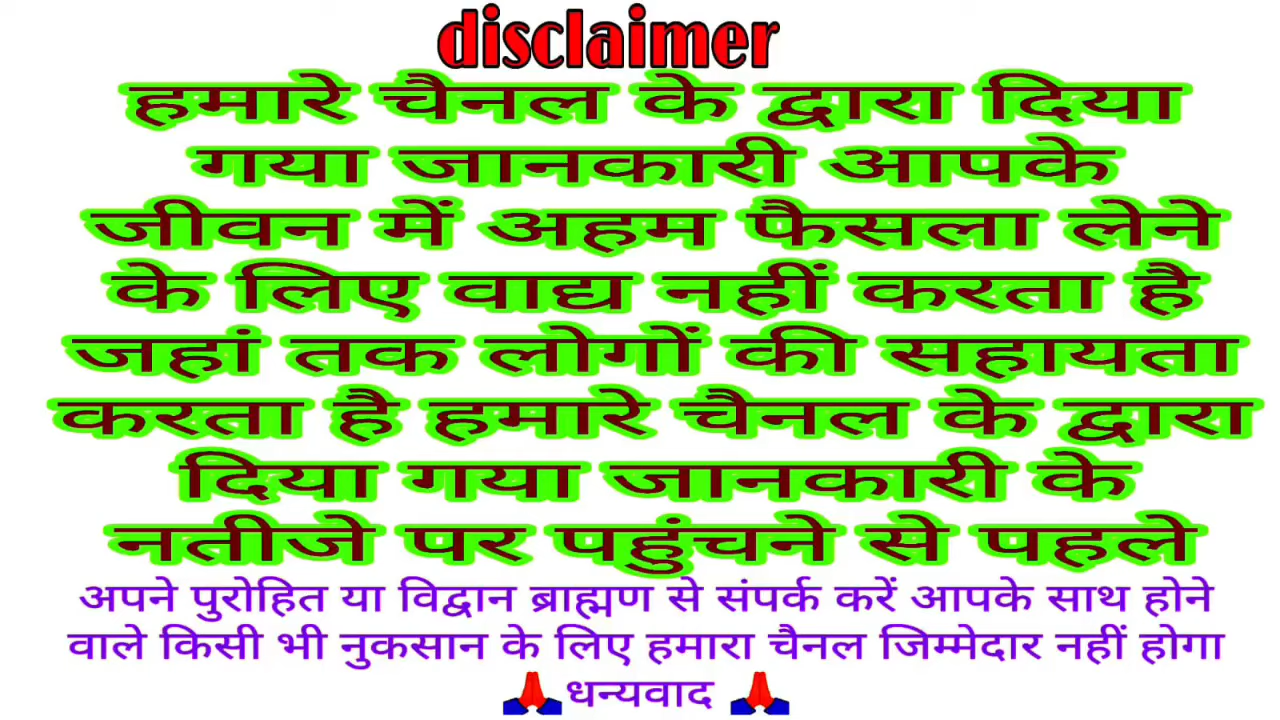 disclaimer
हमारे चैनल के द्वारा दिया
गया जानकारी आपके
जीवन में अहम फैसला लेने
के लिए वाद्य नहीं करता है
जहां तक लोगों की सहायता
करता है हमारे चैनल के द्वारा
दिया गया जानकारी के
नतीजे पर पहुंचने से पहले
अपने पुरोहित या विद्वान ब्राह्मण से संपर्क करें आपके साथ होने
वाले किसी भी नुकसान के लिए हमारा चैनल जिम्मेदार नहीं होगा
🙏धन्यवाद 🙏